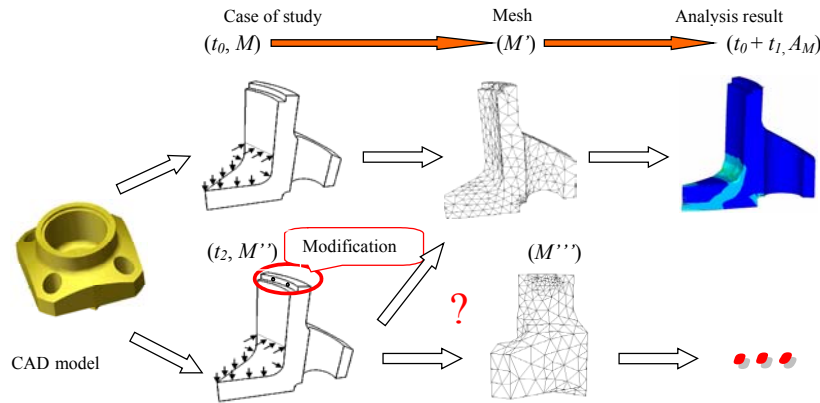 Case of study
Mesh
Analysis result
(t0, M)
(M')
(t0 + t1, AM)
(t2, M'')
Modification
(M''')
?
CAD model